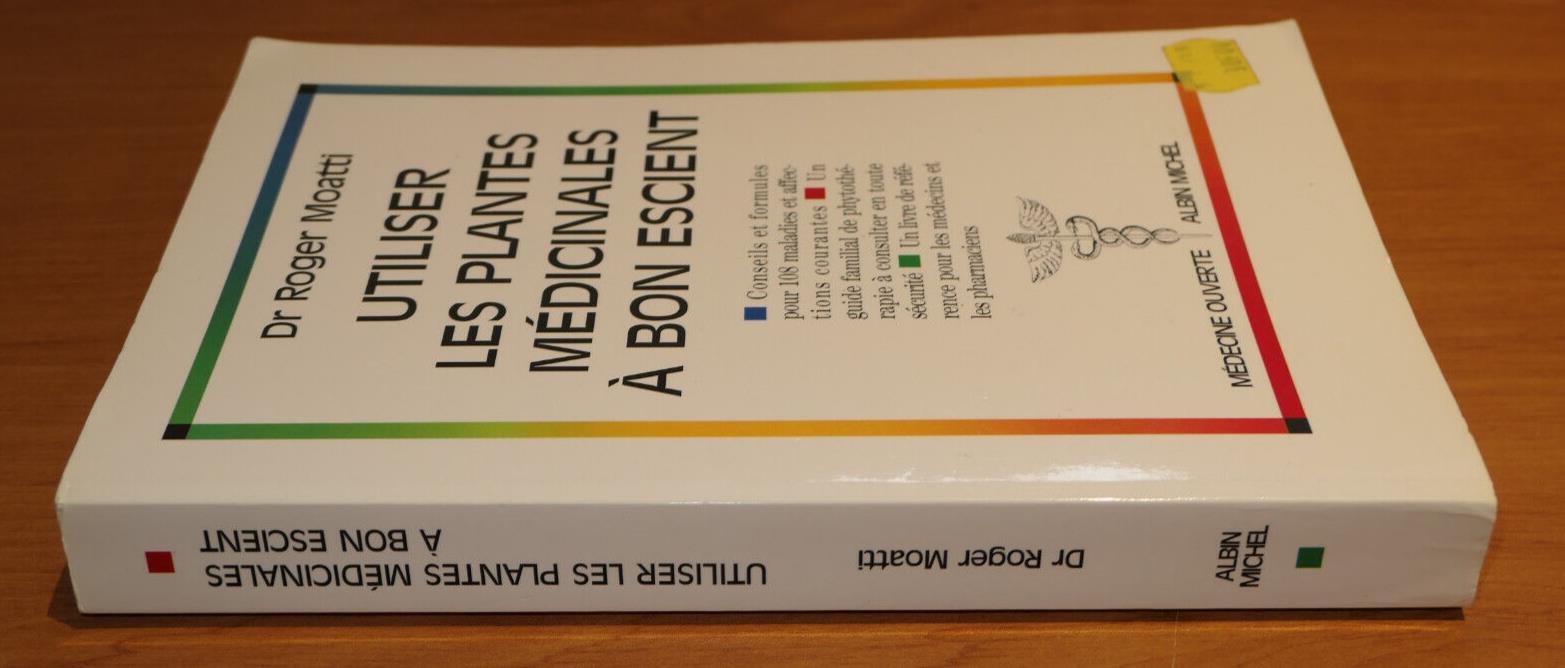 Dr Roger Moatti
UTILISER
LES PLANTES
MÉDICINALES
À BON ESCIENT
■ Conseils et formules
pour 108 maladies et affec-
tions courantes ■ Un
guide familial de phytothé-
rapie à consulter en toute
sécurité ■ Un livre de réfé-
rence pour les médecins et
les pharmaciens
MÉDECINE OUVERTE ALBIN MICHEL
UTILISER LES PLANTES MÉDICINALES
À BON ESCIENT
Dr Roger Moatti
ALBIN
MICHEL